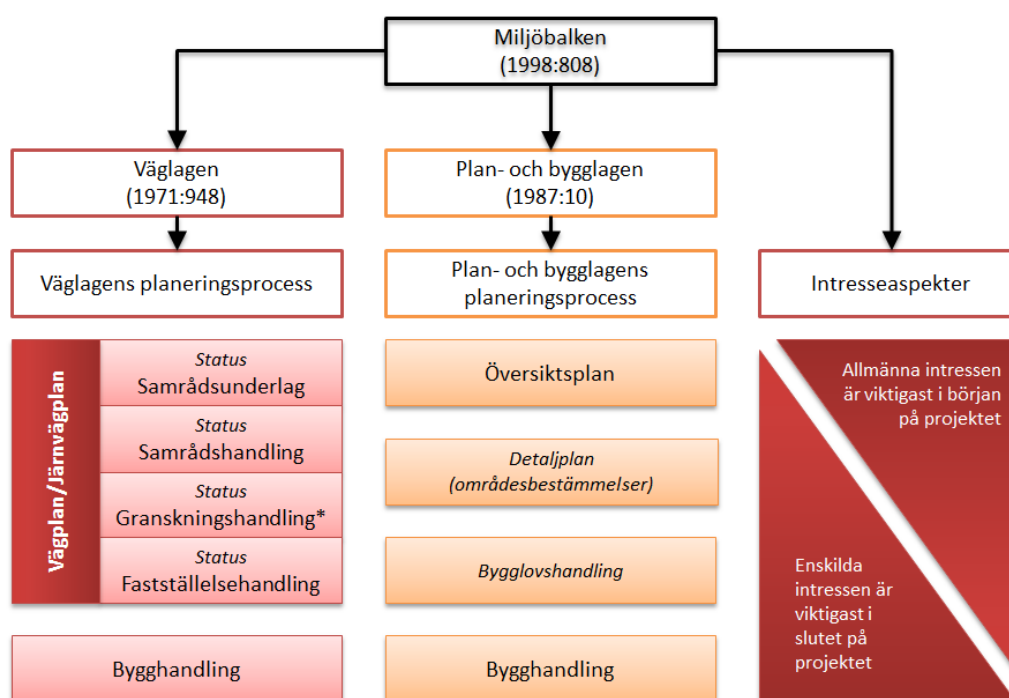 Miljöbalken
(1998:808)
Väglagen
(1971:948)
Plan- och bygglagen
(1987:10)
Väglagens planeringsprocess
Plan- och bygglagens
planeringsprocess
Intresseaspekter
Vägplan/Järnvägplan
Status
Samrådsunderlag
Status
Samrådshandling
Status
Granskningshandling*
Status
Fastställelsehandling
Bygghandling
Översiktsplan
Detaljplan
(områdesbestämmelser)
Bygglovshandling
Bygghandling
Allmänna intressen
är viktigast i början
på projektet
Enskilda
intressen är
viktigast i
slutet på
projektet